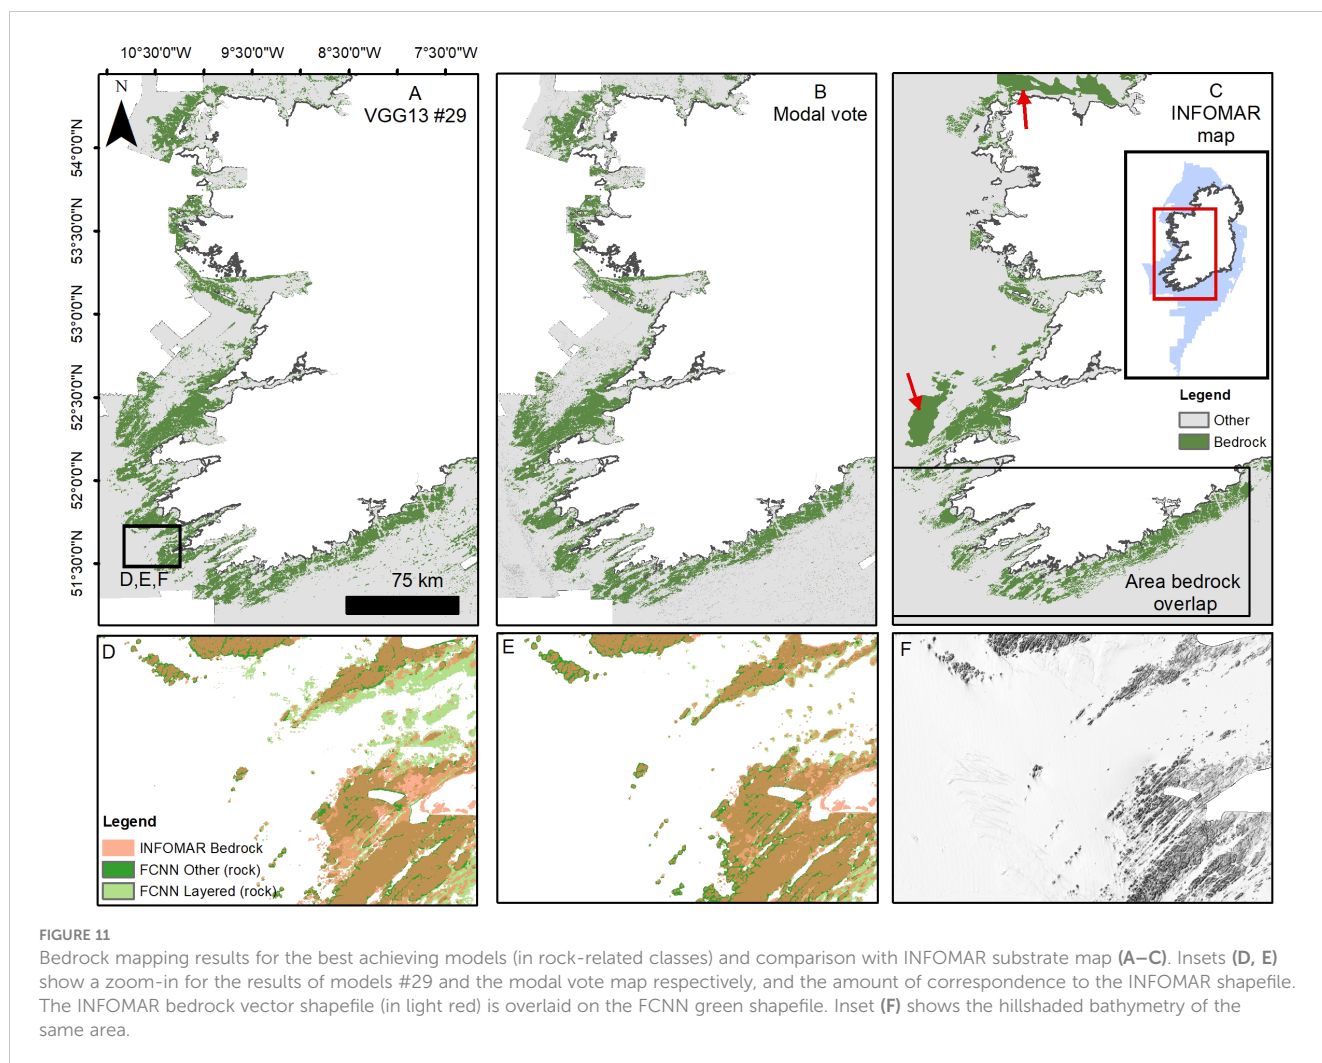 10°30'0"W 9°30'0"W 8°30'0"W 7°30'0"W
N
A
VGG13 #29
B
Modal vote
C
INFOMAR
map
54°0'0"N
53°30'0"N
53°0'0"N
52°30'0"N
52°0'0"N
51°30'0"N
Legend
Other
Bedrock
D,E,F
75 km
Area bedrock
overlap
D
E
F
Legend
INFOMAR Bedrock
FCNN Other (rock)
FCNN Layered (rock)
FIGURE 11
Bedrock mapping results for the best achieving models (in rock-related classes) and comparison with INFOMAR substrate map (A–C). Insets (D, E)
show a zoom-in for the results of models #29 and the modal vote map respectively, and the amount of correspondence to the INFOMAR shapefile.
The INFOMAR bedrock vector shapefile (in light red) is overlaid on the FCNN green shapefile. Inset (F) shows the hillshaded bathymetry of the
same area.